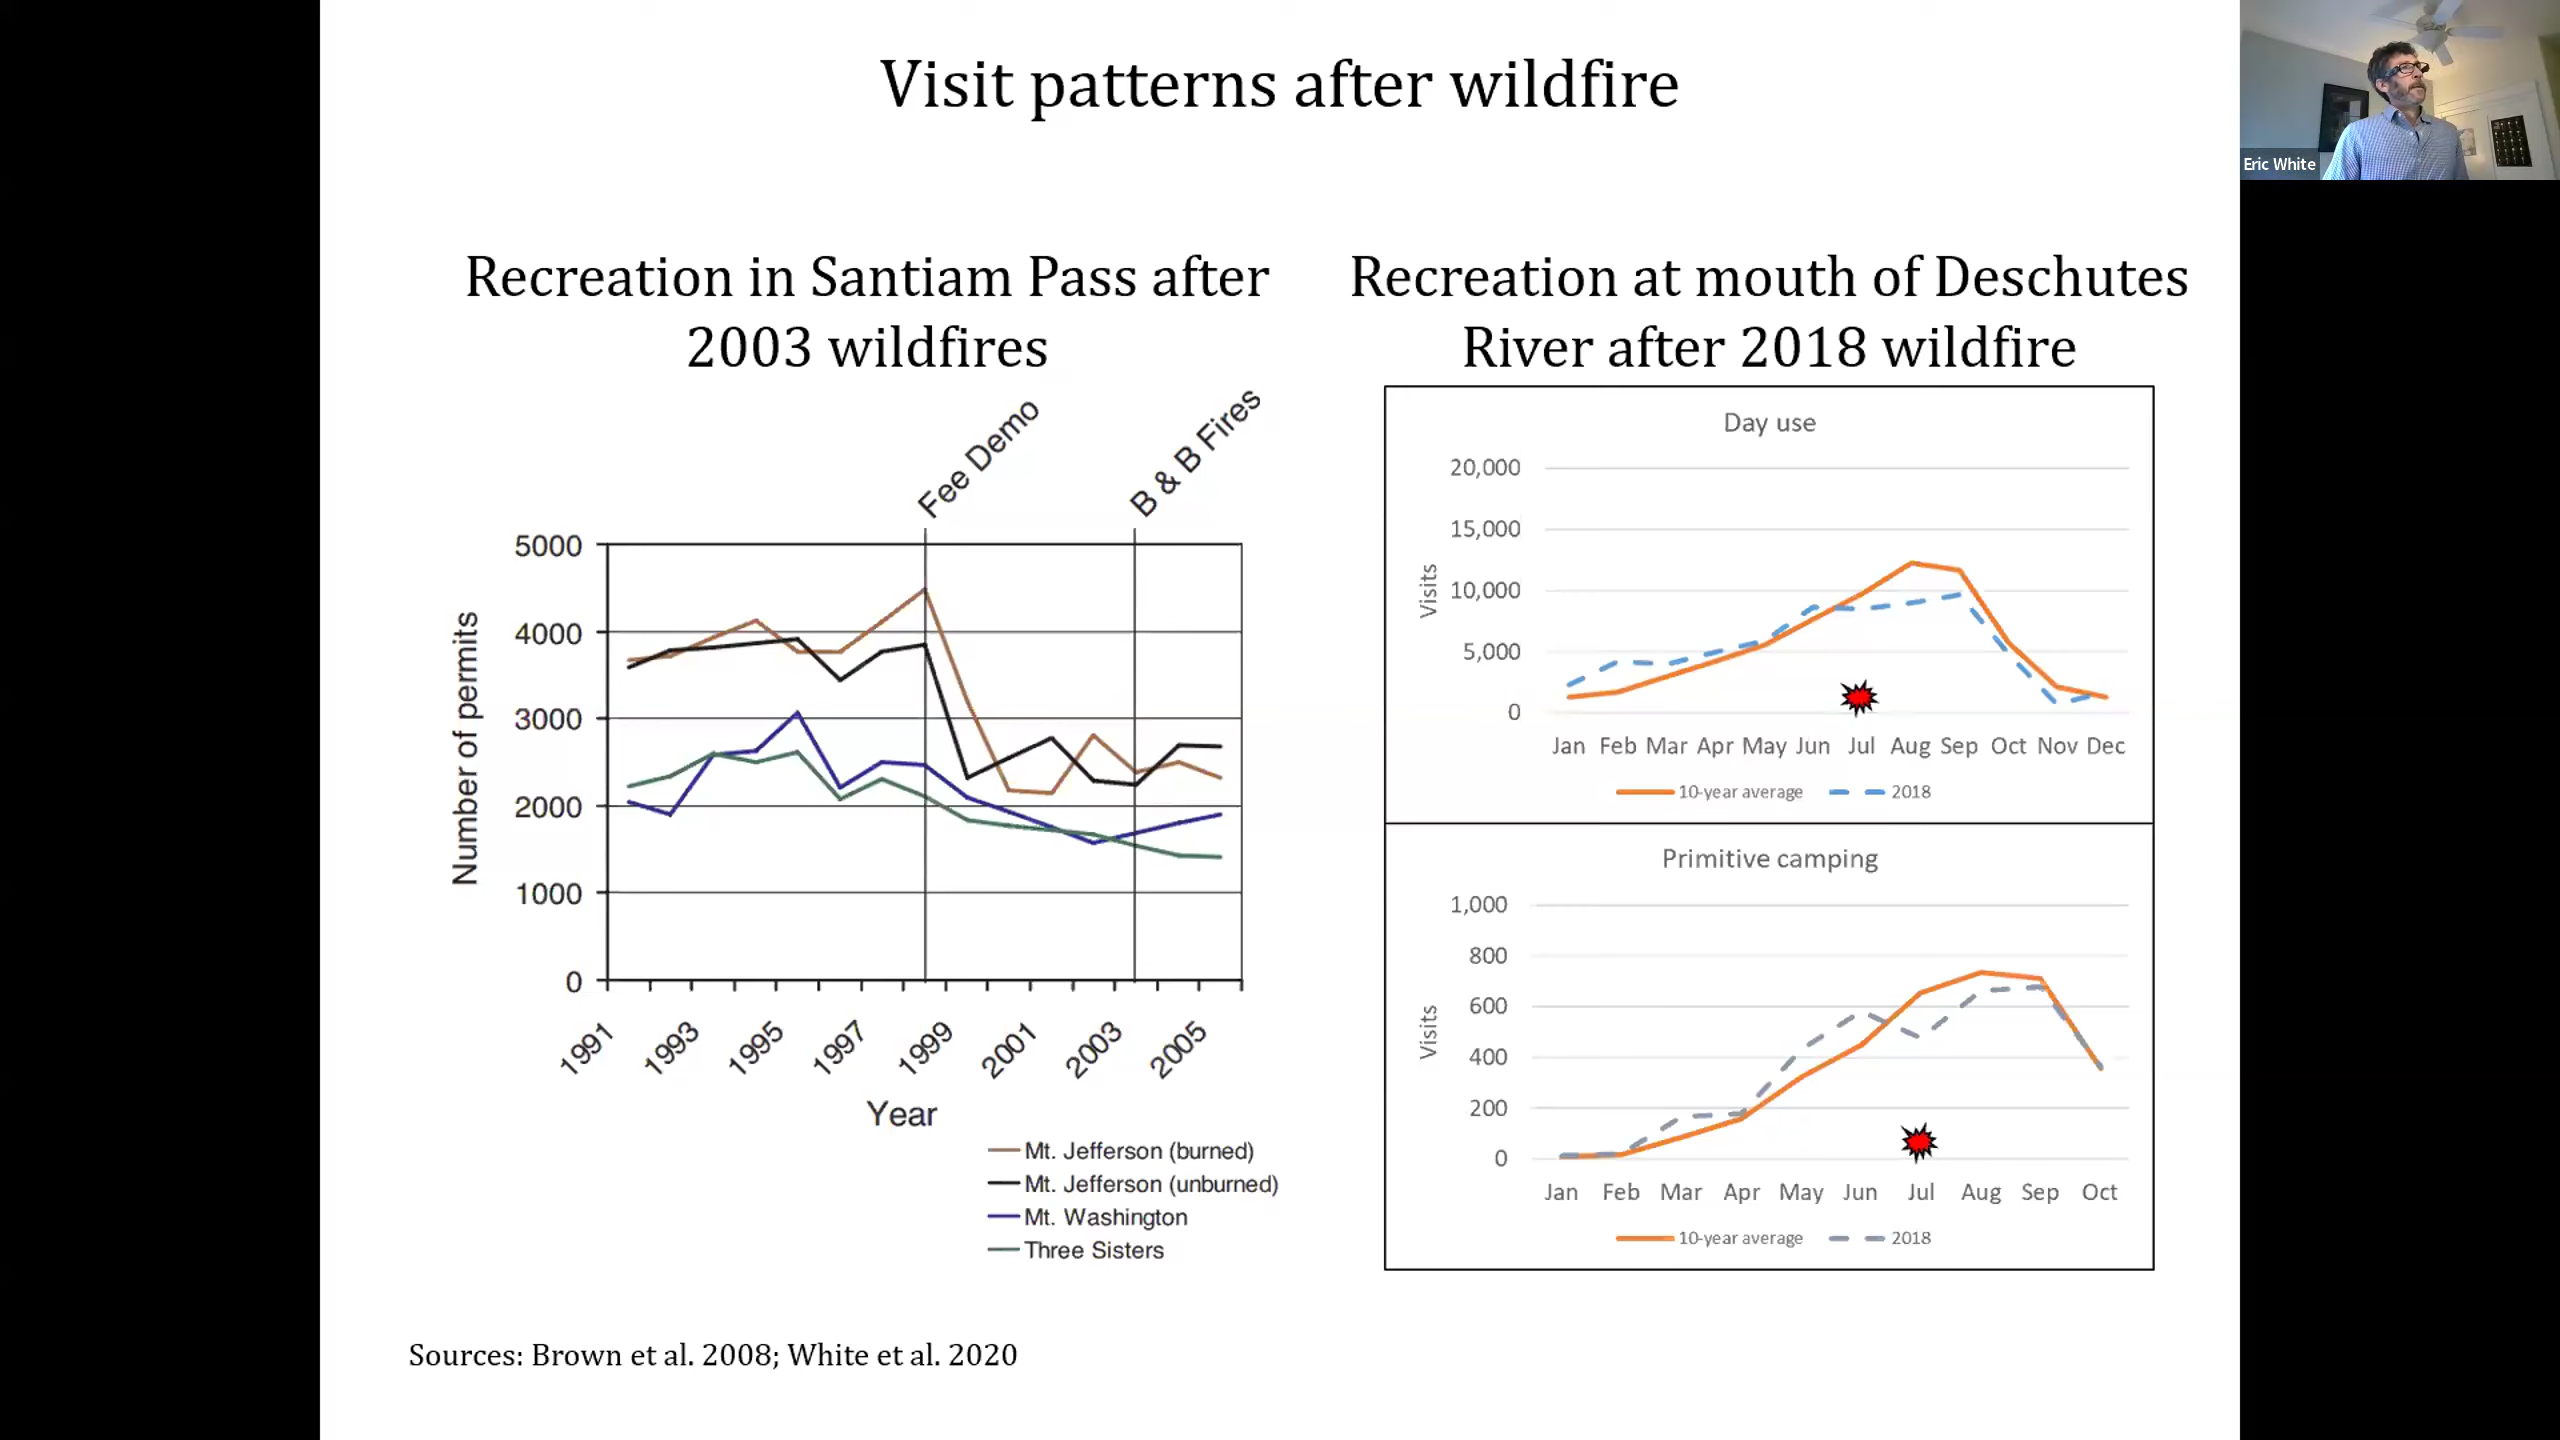 Visit patterns after wildfire
Eric White
Recreation in Santiam Pass after
2003 wildfires
Fee Demo
B & B Fires
5000
4000
3000
2000
1000
0
Number of permits
1991
1993
1995
1997
1999
2001
2003
2005
Year
Mt. Jefferson (burned)
Mt. Jefferson (unburned)
Mt. Washington
Three Sisters
Recreation at mouth of Deschutes
River after 2018 wildfire
Day use
20,000
15,000
10,000
5,000
0
Visits
Jan Feb Mar Apr May Jun Jul Aug Sep Oct Nov Dec
10-year average 2018
Primitive camping
1,000
800
600
400
200
0
Visits
Jan Feb Mar Apr May Jun Jul Aug Sep Oct
10-year average 2018
Sources: Brown et al. 2008; White et al. 2020